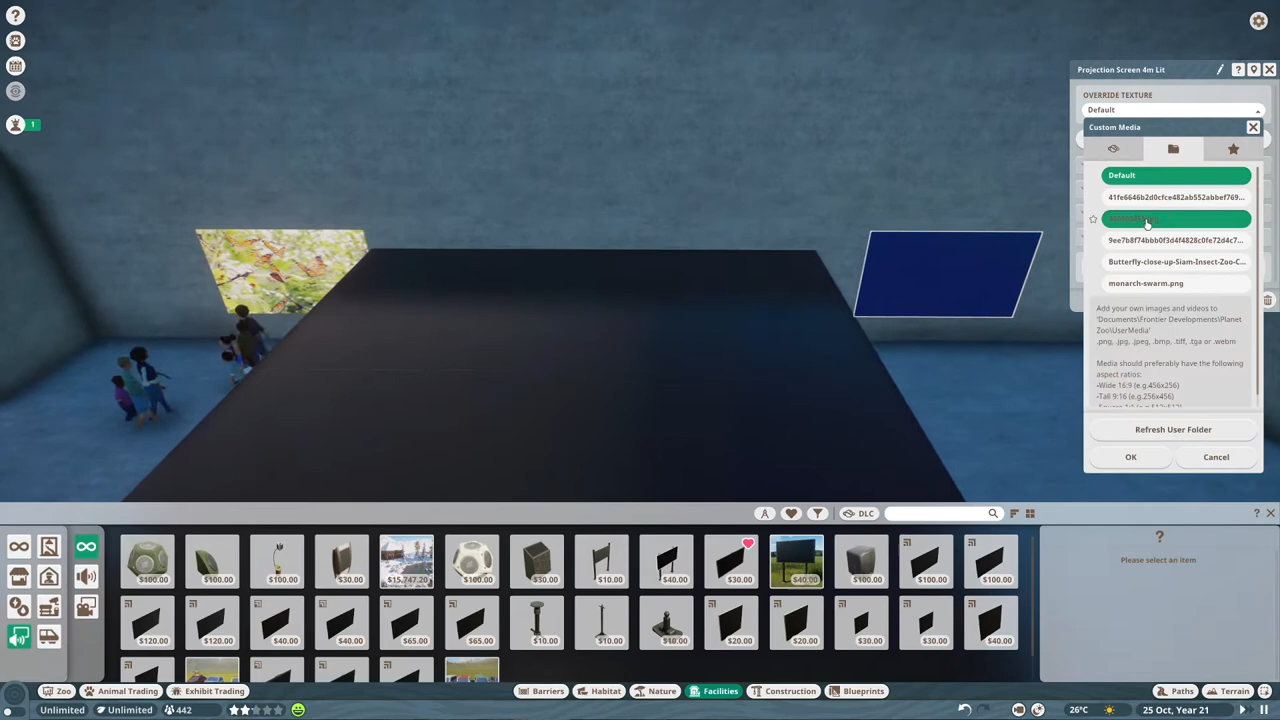 ?
1
Projection Screen 4m Lit
?
OVERRIDE TEXTURE
Default
Custom Media
Default
41fe6646b2d0cfce482ab552abbef769...
9ee7b8f74bbb0f3d4f4828c0fe72d4c7...
Butterfly-close-up-Siam-Insect-Zoo-C...
monarch-swarm.png
Add your own images and videos to
'Documents\Frontier Developments\Planet
Zoo\UserMedia'
.png, .jpg, .jpeg, .bmp, .tiff, .tga or .webm
Media should preferably have the following
aspect ratios:
-Wide 16:9 (e.g.456x256)
-Tall 9:16 (e.g.256x456)
Refresh User Folder
OK
Cancel
DLC
?
$100.00
$100.00
$100.00
$30.00
$15,747.20
$100.00
$30.00
$10.00
$40.00
$30.00
$40.00
$100.00
$100.00
$100.00
?
Please select an item
$120.00
$120.00
$40.00
$40.00
$65.00
$65.00
$10.00
$10.00
$10.00
$20.00
$20.00
$30.00
$30.00
$40.00
Zoo
Animal Trading
Exhibit Trading
Barriers
Habitat
Nature
Facilities
Construction
Blueprints
Paths
Terrain
Unlimited
Unlimited
442
26°C
25 Oct, Year 21